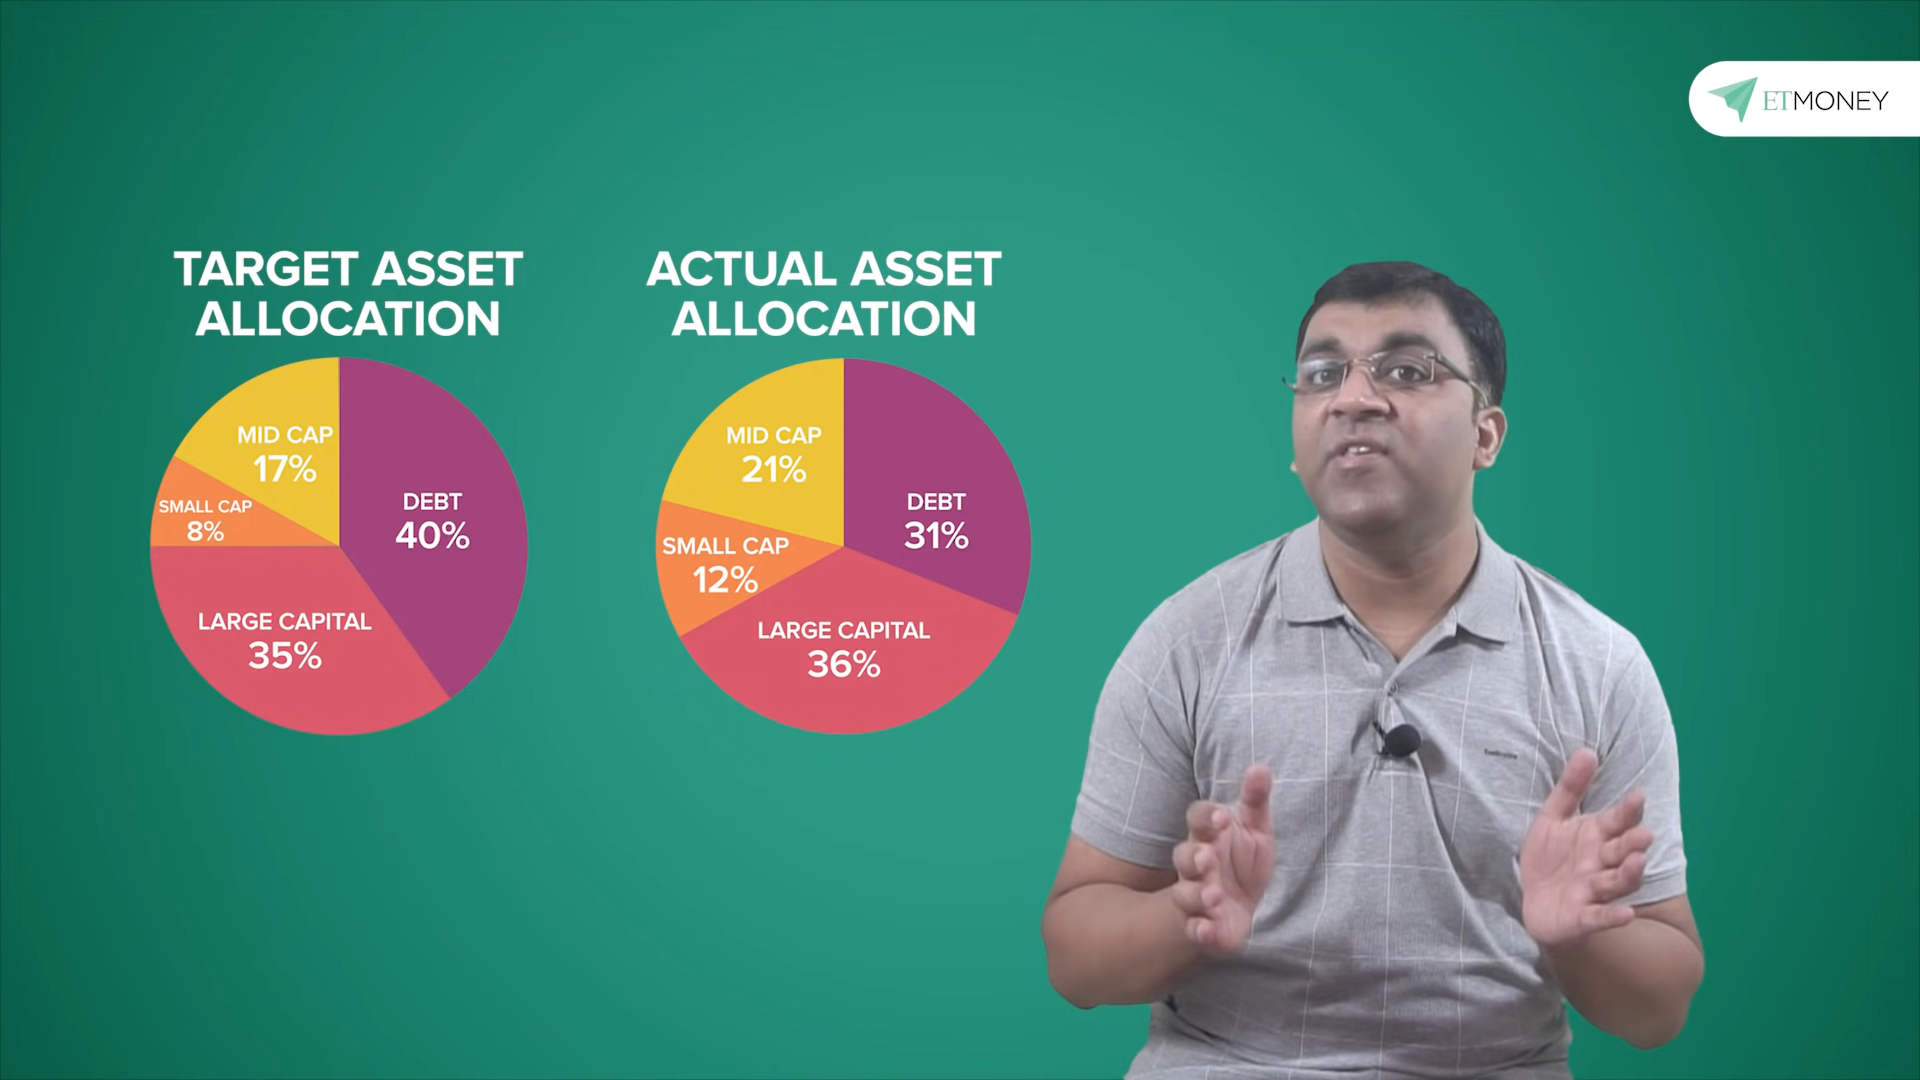 ETMONEY
TARGET ASSET
ALLOCATION
MID CAP
17%
SMALL CAP
8%
DEBT
40%
LARGE CAPITAL
35%
ACTUAL ASSET
ALLOCATION
MID CAP
21%
DEBT
31%
SMALL CAP
12%
LARGE CAPITAL
36%